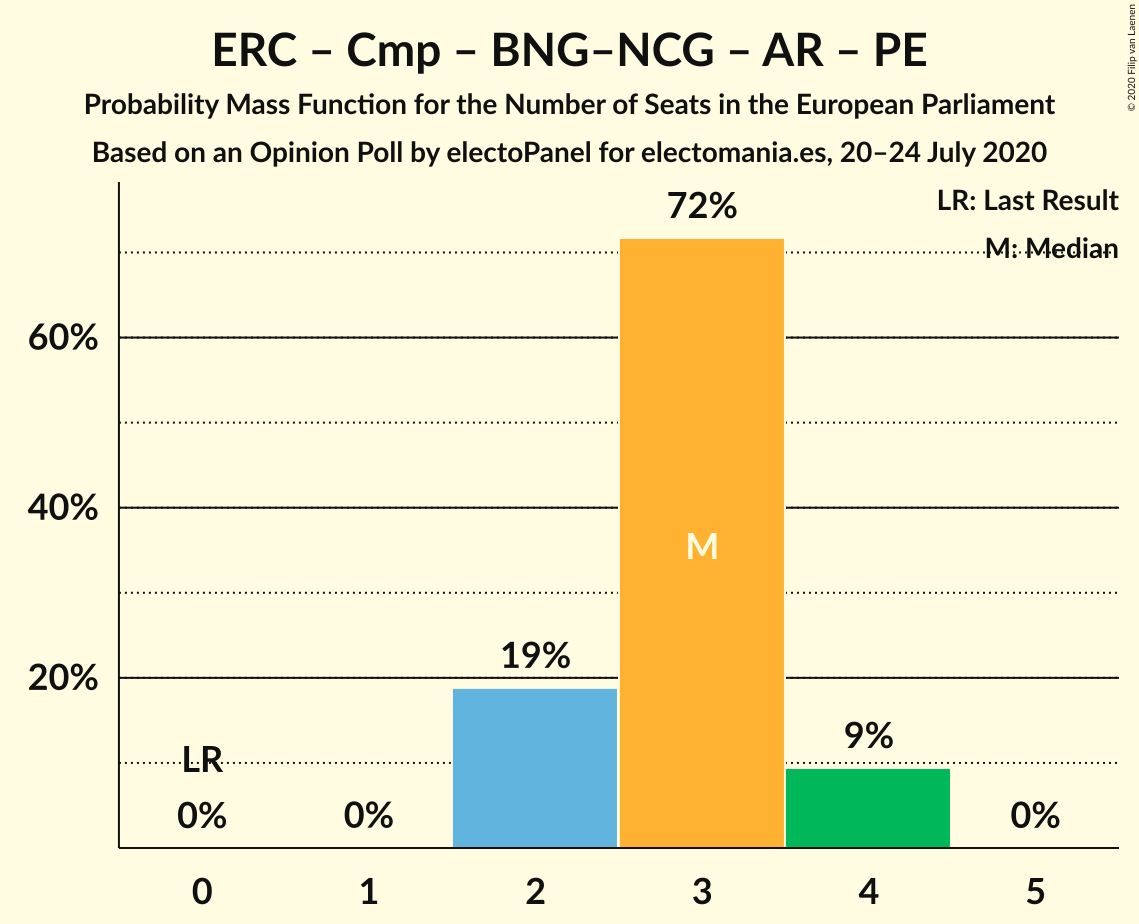 ERC – Cmp – BNG–NCG – AR – PE
Probability Mass Function for the Number of Seats in the European Parliament
Based on an Opinion Poll by electoPanel for electomania.es, 20–24 July 2020
© 2020 Filip van Laenen
LR: Last Result
M: Median
72%
60%
40%
M
19%
20%
9%
LR
0%
0%
0%
0
1
2
3
4
5